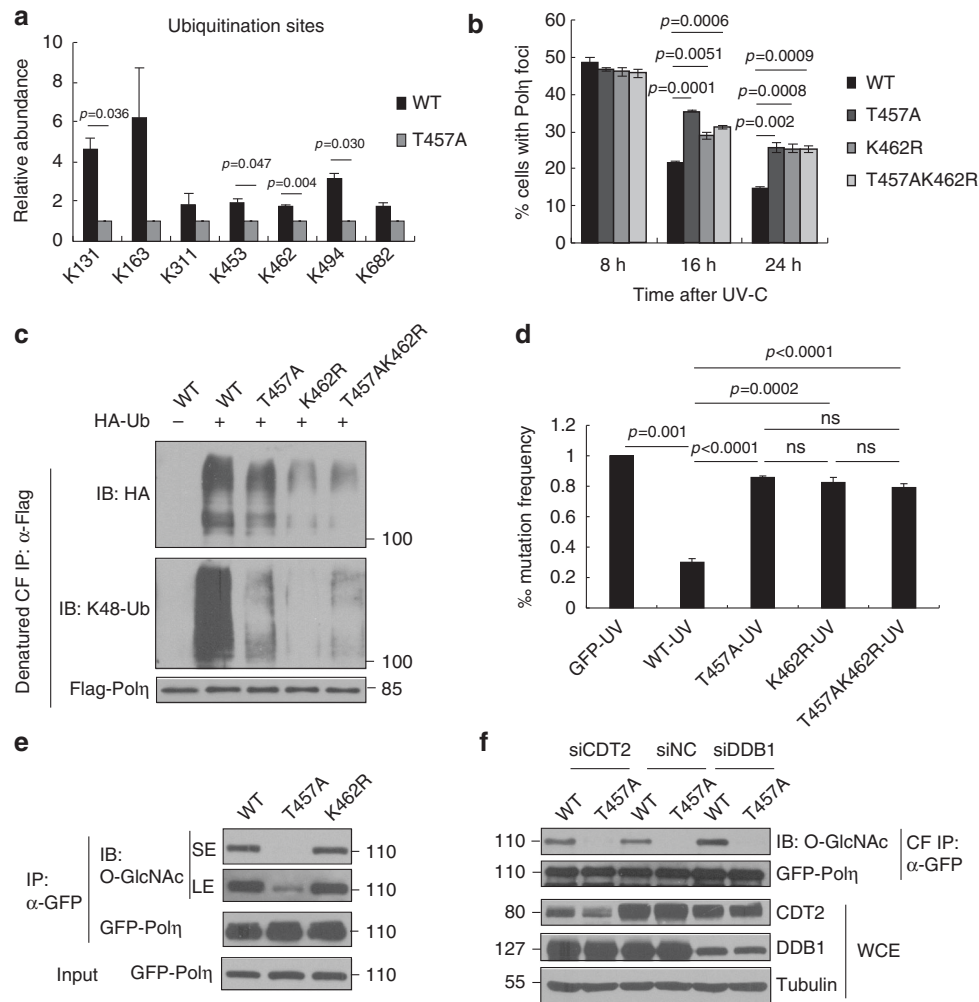 a
Ubiquitination sites
Relative abundance
10
8
6
4
2
0
p=0.036
p=0.047
p=0.004
p=0.030
WT
T457A
K131
K163
K311
K453
K462
K494
K682
b
% cells with Polη foci
60
50
40
30
20
10
0
p=0.0006
p=0.0051
p=0.0001
p=0.0009
p=0.0008
p=0.002
WT
T457A
K462R
T457AK462R
8 h
16 h
24 h
Time after UV-C
c
WT
WT
T457A
K462R
T457AK462R
HA-Ub
– + + + +
Denatured CF IP: α-Flag
IB: HA
100
IB: K48-Ub
100
Flag-Polη
85
d
‰ mutation frequency
1.2
1
0.8
0.6
0.4
0.2
0
p<0.0001
p=0.0002
ns
p=0.001
p<0.0001
ns
ns
GFP-UV
WT-UV
T457A-UV
K462R-UV
T457AK462R-UV
e
WT
T457A
K462R
IP:
α-GFP
IB:
O-GlcNAc
SE
110
LE
110
GFP-Polη
110
Input
GFP-Polη
110
f
siCDT2 siNC siDDB1
WT
T457A
WT
T457A
WT
T457A
110
IB: O-GlcNAc
110
GFP-Polη
CF IP:
α-GFP
80
CDT2
127
DDB1
55
Tubulin
WCE